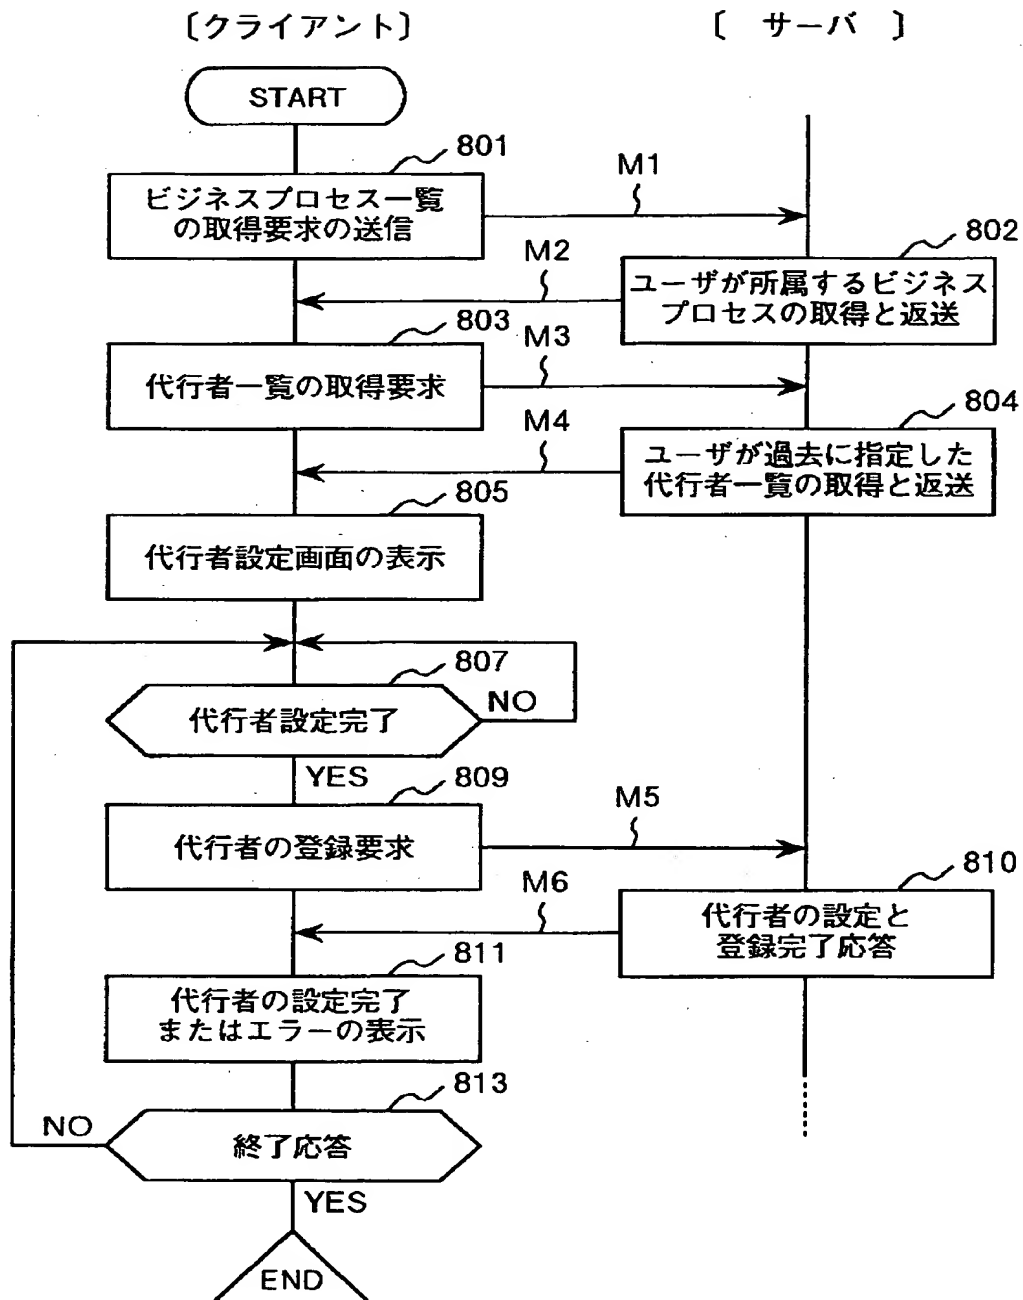 〔クライアント〕
〔 サーバ 〕
START
801
M1
ビジネスプロセス一覧
の取得要求の送信
802
M2
ユーザが所属するビジネス
プロセスの取得と返送
803
M3
代行者一覧の取得要求
804
M4
ユーザが過去に指定した
代行者一覧の取得と返送
805
代行者設定画面の表示
807
NO
代行者設定完了
YES
809
M5
代行者の登録要求
810
M6
代行者の設定と
登録完了応答
811
代行者の設定完了
またはエラーの表示
813
NO
終了応答
YES
END